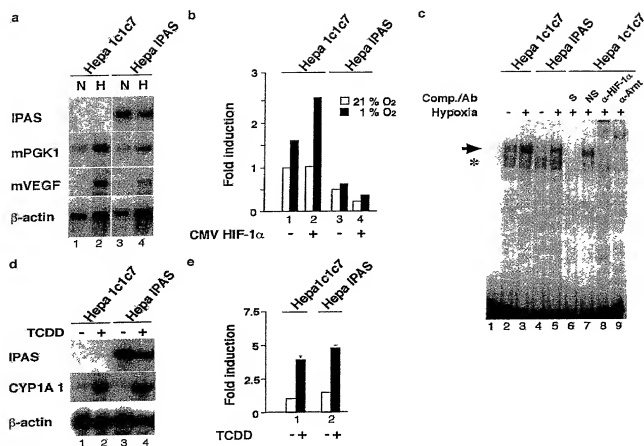 a
Hepa 1c1c7
Hepa IPAS
N H N H
IPAS
mPGK1
mVEGF
β-actin
1 2 3 4
b
Hepa 1c1c7
Hepa IPAS
3
2
1
0
Fold induction
21 % O₂
1 % O₂
1 2 3 4
- + - +
CMV HIF-1α
c
Hepa 1c1c7
Hepa IPAS
Hepa 1c1c7
Comp./Ab
S NS α-HIF-1α α-Arnt
Hypoxia
- + - + + + + +
*
1 2 3 4 5 6 7 8 9
d
Hepa 1c1c7
Hepa IPAS
TCDD
- + - +
IPAS
CYP1A 1
β-actin
1 2 3 4
e
Hepa1c1c7
Hepa IPAS
7.5
5
2.5
0
Fold induction
1 2
TCDD
- + - +